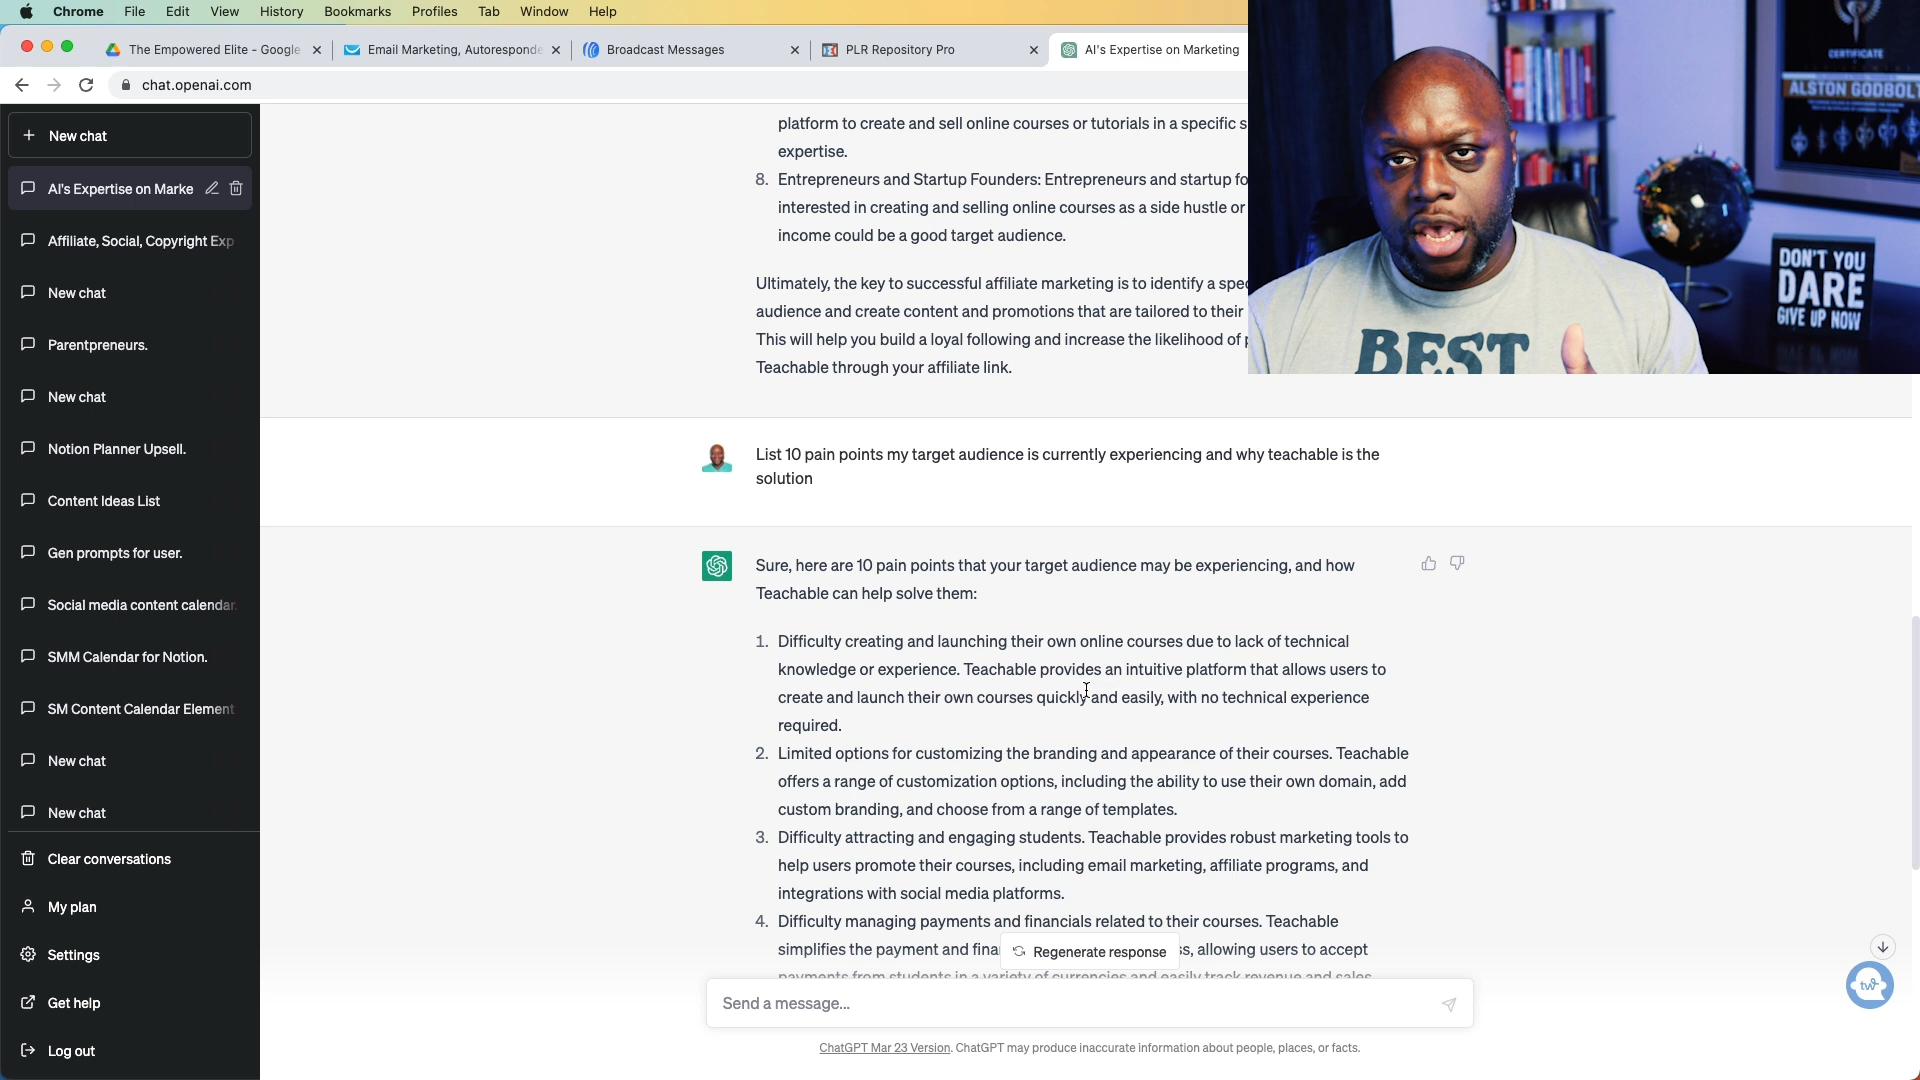 Chrome File Edit View History Bookmarks Profiles Tab Window Help
The Empowered Elite - Google
Email Marketing, Autoresponde
Broadcast Messages
PLR Repository Pro
AI's Expertise on Marketing
chat.openai.com
New chat
AI's Expertise on Marke
Affiliate, Social, Copyright Exp
New chat
Parentpreneurs.
New chat
Notion Planner Upsell.
Content Ideas List
Gen prompts for user.
Social media content calendar
SMM Calendar for Notion.
SM Content Calendar Element
New chat
New chat
Clear conversations
My plan
Settings
Get help
Log out
platform to create and sell online courses or tutorials in a specific s
expertise.
8. Entrepreneurs and Startup Founders: Entrepreneurs and startup fo
interested in creating and selling online courses as a side hustle or
income could be a good target audience.
Ultimately, the key to successful affiliate marketing is to identify a spec
audience and create content and promotions that are tailored to their
This will help you build a loyal following and increase the likelihood of
Teachable through your affiliate link.
List 10 pain points my target audience is currently experiencing and why teachable is the
solution
Sure, here are 10 pain points that your target audience may be experiencing, and how
Teachable can help solve them:
1. Difficulty creating and launching their own online courses due to lack of technical
knowledge or experience. Teachable provides an intuitive platform that allows users to
create and launch their own courses quickly and easily, with no technical experience
required.
2. Limited options for customizing the branding and appearance of their courses. Teachable
offers a range of customization options, including the ability to use their own domain, add
custom branding, and choose from a range of templates.
3. Difficulty attracting and engaging students. Teachable provides robust marketing tools to
help users promote their courses, including email marketing, affiliate programs, and
integrations with social media platforms.
4. Difficulty managing payments and financials related to their courses. Teachable
simplifies the payment and fina s, allowing users to accept
payments from students in a variety of currencies and easily track revenue and sales
Regenerate response
Send a message...
ChatGPT Mar 23 Version. ChatGPT may produce inaccurate information about people, places, or facts.
CERTIFICATE
ALSTON GODBOLT
DON'T YOU
DARE
GIVE UP NOW
BEST